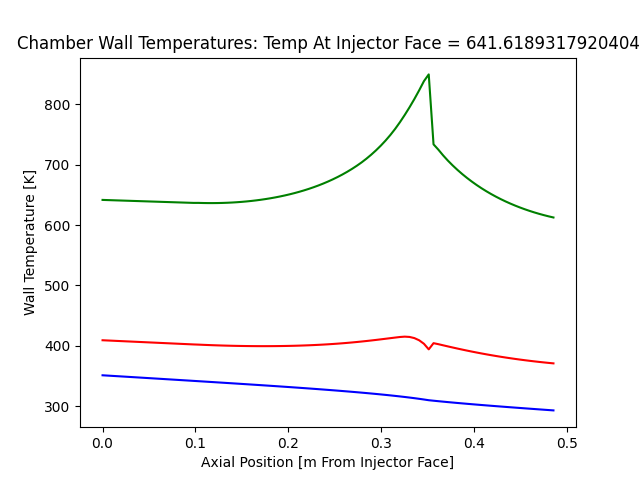 Chamber Wall Temperatures: Temp At Injector Face = 641.6189317920404
800
700
600
500
400
300
Wall Temperature [K]
0.0 0.1 0.2 0.3 0.4 0.5
Axial Position [m From Injector Face]